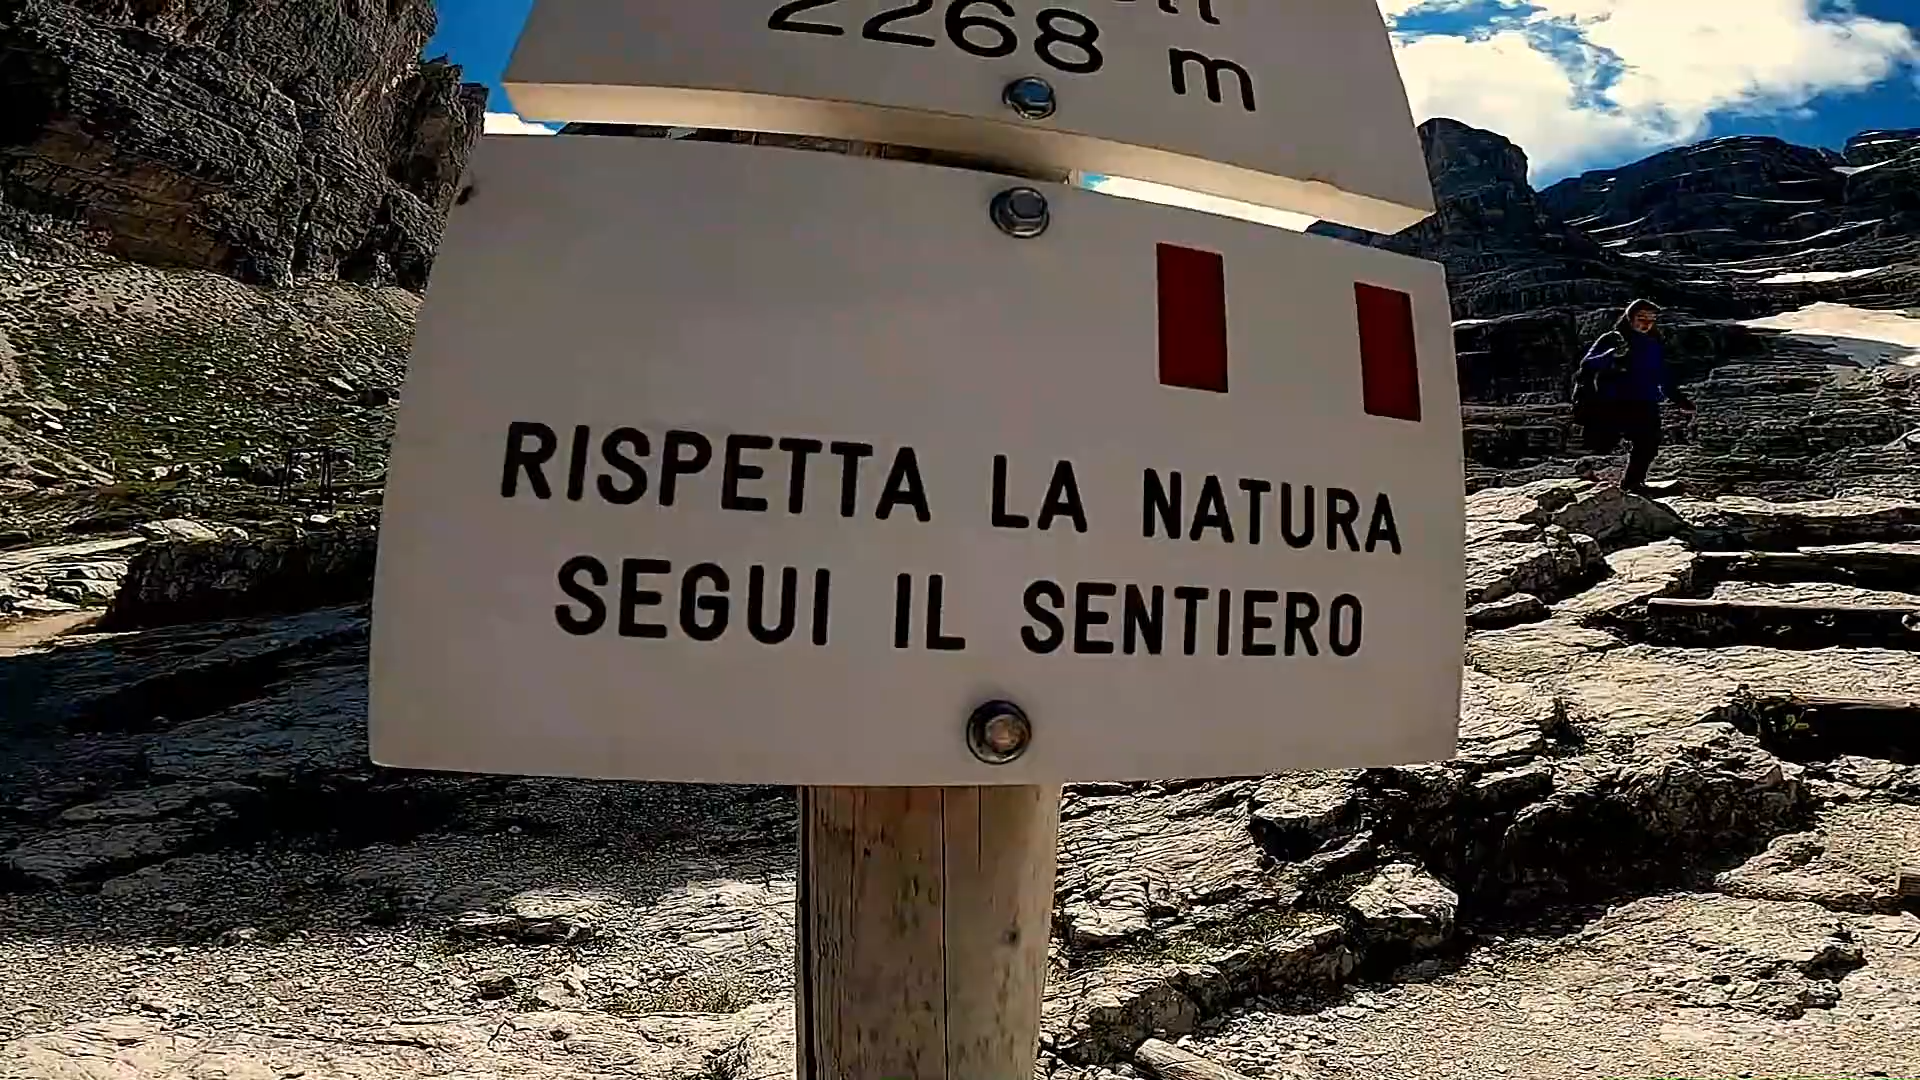 2268 m
RISPETTA LA NATURA
SEGUI IL SENTIERO